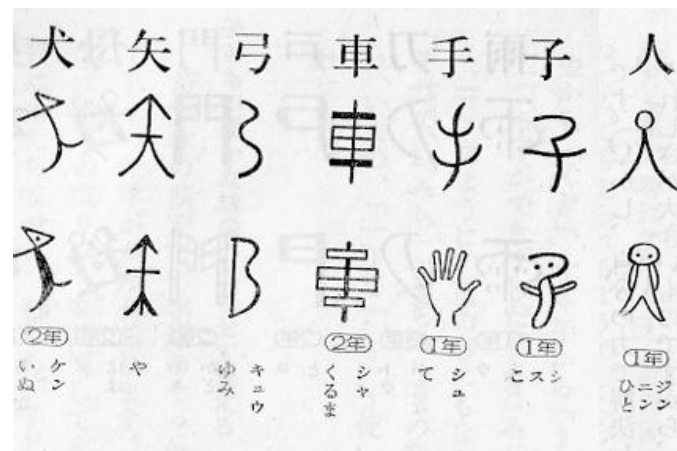 人
1年
ジン
ニン
ひと
子
1年
シ
ス
こ
手
1年
シュ
て
車
2年
シャ
くるま
弓
キュウ
ゆみ
矢
や
犬
2年
ケン
いぬ